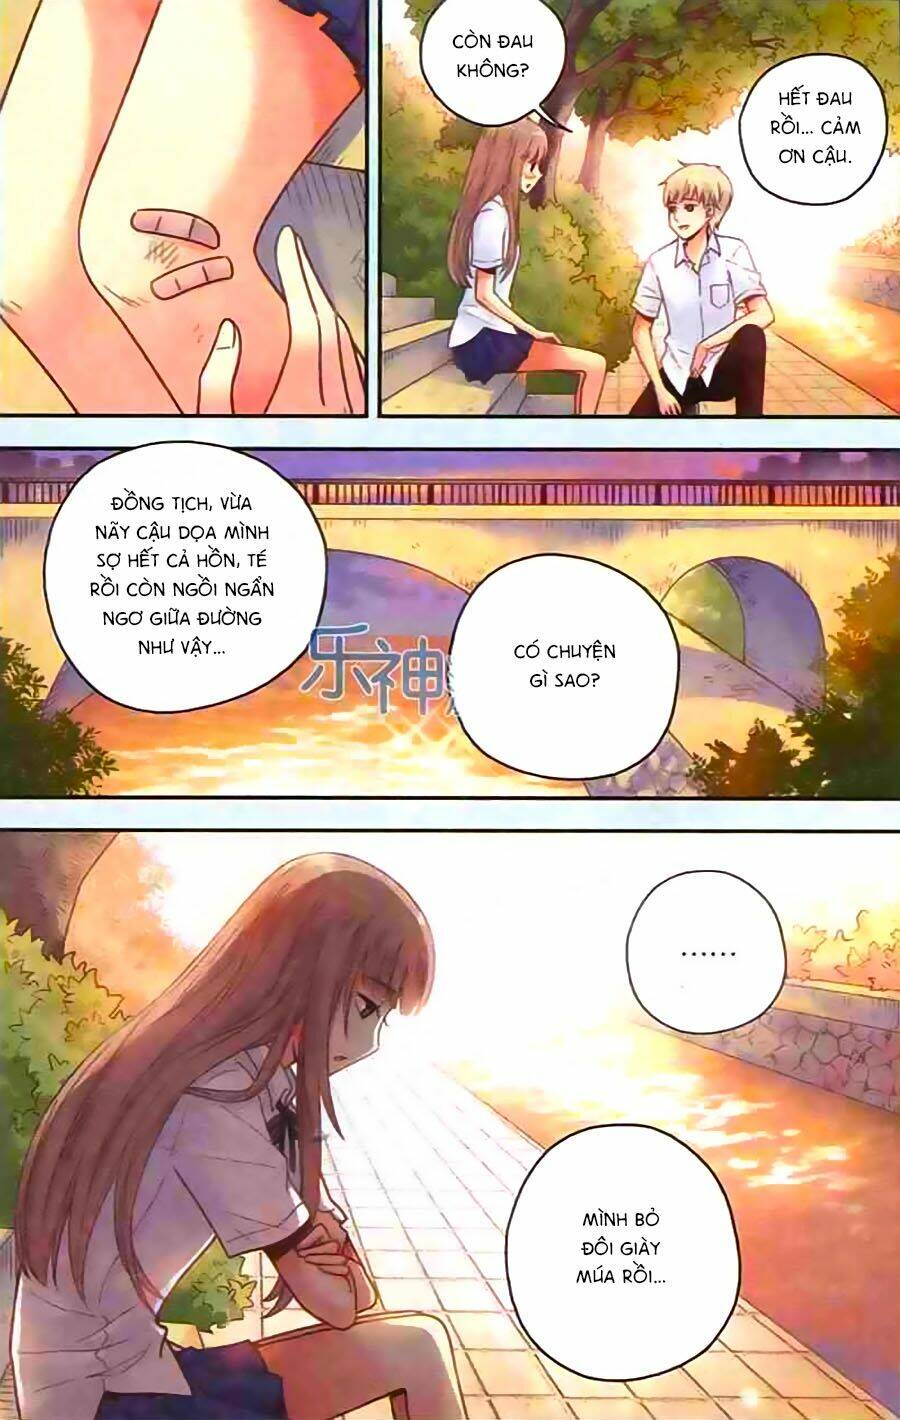 CÒN ĐAU
KHÔNG?
HẾT ĐAU
RỒI... CẢM
ƠN CẬU.
ĐỒNG TỊCH, VỪA
NÃY CẬU DỌA MÌNH
SỢ HẾT CẢ HỒN, TÉ
RỒI CÒN NGỒI NGẨN
NGƠ GIỮA ĐƯỜNG
NHƯ VẬY...
乐神
CÓ CHUYỆN
GÌ SAO?
......
MÌNH BỎ
ĐÔI GIÀY
MÚA RỒI...